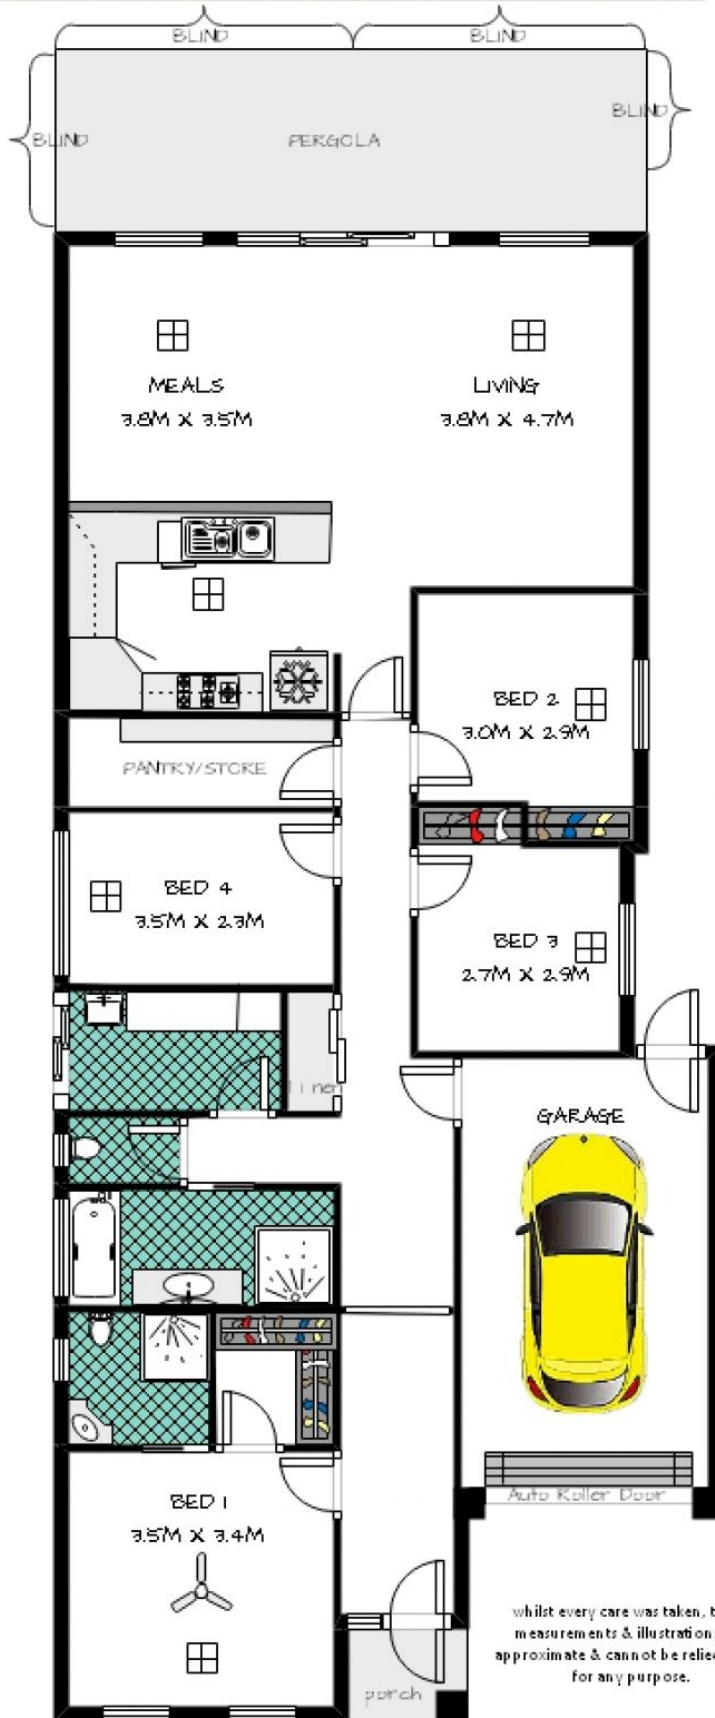 BLIND BLIND
BLIND
BLIND PERGOLA
MEALS
3.8M X 3.5M
LIVING
3.8M X 4.7M
BED 2
3.0M X 2.9M
PANTRY/STORE
BED 4
3.5M X 2.3M
BED 3
2.7M X 2.9M
linen
GARAGE
Auto Roller Door
BED 1
3.5M X 3.4M
porch
whilst every care was taken,
measurements & illustration
approximate & cannot be
for any purpose.